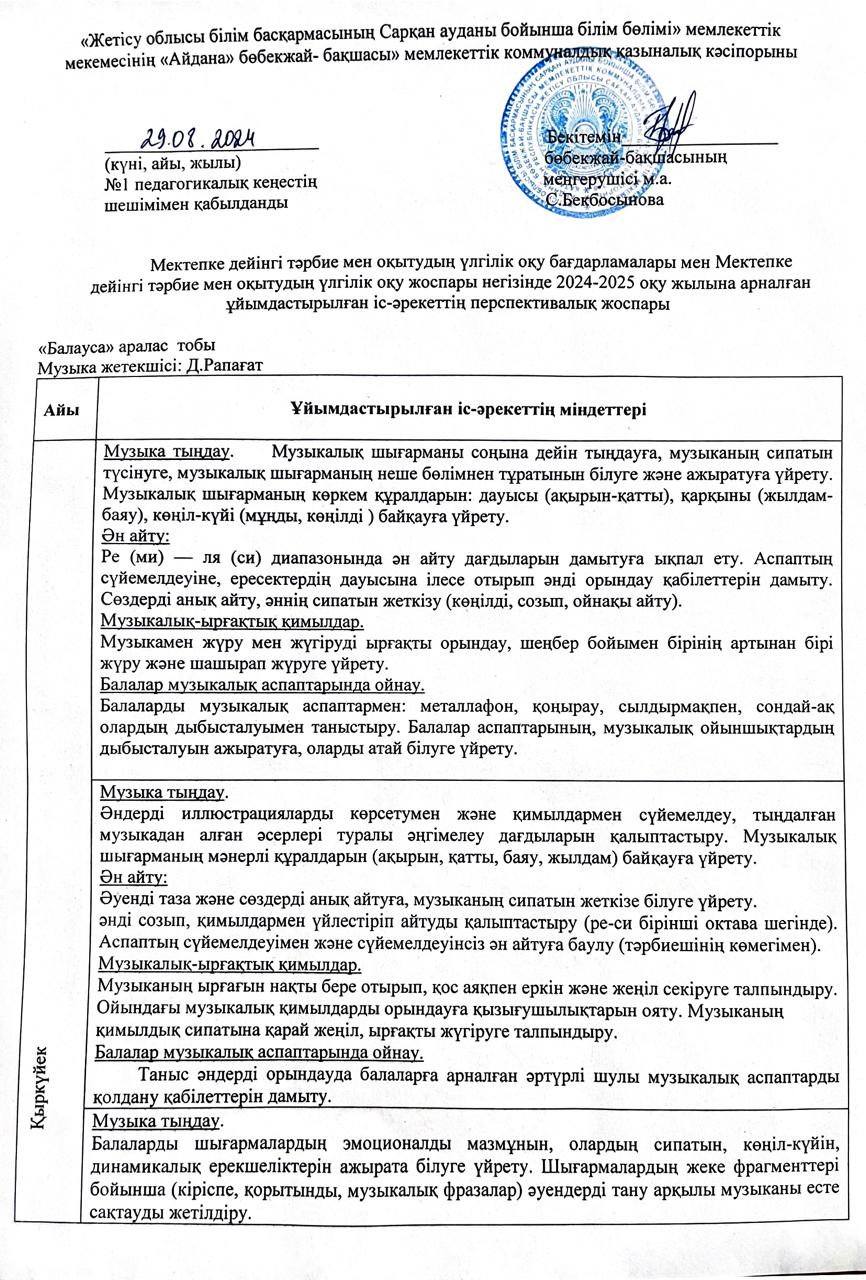 «Жетісу облысы білім басқармасының Сарқан ауданы бойынша білім бөлімі» мемлекеттік
мекемесінің «Айдана» бөбекжай- бақшасы» мемлекеттік коммуналдық қазыналық кәсіпорыны
29.08.2024
(күні, айы, жылы)
№1 педагогикалық кеңестің
шешімімен қабылданды
Бекітемін
бөбекжай-бақшасының
меңгерушісі м.а.
С.Бекбосынова
Мектепке дейінгі тәрбие мен оқытудың үлгілік оқу бағдарламалары мен Мектепке
дейінгі тәрбие мен оқытудың үлгілік оқу жоспары негізінде 2024-2025 оқу жылына арналған
ұйымдастырылған іс-әрекеттің перспективалық жоспары
«Балауса» аралас тобы
Музыка жетекшісі: Д.Рапағат
Айы
Ұйымдастырылған іс-әрекеттің міндеттері
Қыркүйек
Музыка тыңдау. Музыкалық шығарманы соңына дейін тыңдауға, музыканың сипатын
түсінуге, музыкалық шығарманың неше бөлімнен тұратынын білуге және ажыратуға үйрету.
Музыкалық шығарманың көркем құралдарын: дауысы (ақырын-қатты), қарқыны (жылдам-
баяу), көңіл-күйі (мұңды, көңілді ) байқауға үйрету.
Ән айту:
Ре (ми) — ля (си) диапазонында ән айту дағдыларын дамытуға ықпал ету. Аспаптың
сүйемелдеуіне, ересектердің дауысына ілесе отырып әнді орындау қабілеттерін дамыту.
Сөздерді анық айту, әннің сипатын жеткізу (көңілді, созып, ойнақы айту).
Музыкалық-ырғақтық қимылдар.
Музыкамен жүру мен жүгіруді ырғақты орындау, шеңбер бойымен бірінің артынан бірі
жүру және шашырап жүруге үйрету.
Балалар музыкалық аспаптарында ойнау.
Балаларды музыкалық аспаптармен: металлафон, қоңырау, сылдырмақпен, сондай-ақ
олардың дыбысталуымен таныстыру. Балалар аспаптарының, музыкалық ойыншықтардың
дыбысталуын ажыратуға, оларды атай білуге үйрету.
Музыка тыңдау.
Әндерді иллюстрацияларды көрсетумен және қимылдармен сүйемелдеу, тыңдалған
музыкадан алған әсерлері туралы әңгімелеу дағдыларын қалыптастыру. Музыкалық
шығарманың мәнерлі құралдарын (ақырын, қатты, баяу, жылдам) байқауға үйрету.
Ән айту:
Әуенді таза және сөздерді анық айтуға, музыканың сипатын жеткізе білуге үйрету.
әнді созып, қимылдармен үйлестіріп айтуды қалыптастыру (ре-си бірінші октава шегінде).
Аспаптың сүйемелдеуімен және сүйемелдеуінсіз ән айтуға баулу (тәрбиешінің көмегімен).
Музыкалық-ырғақтық қимылдар.
Музыканың ырғағын нақты бере отырып, қос аяқпен еркін және жеңіл секіруге талпындыру.
Ойындағы музыкалық қимылдарды орындауға қызығушылықтарын ояту. Музыканың
қимылдық сипатына қарай жеңіл, ырғақты жүгіруге талпындыру.
Балалар музыкалық аспаптарында ойнау.
Таныс әндерді орындауда балаларға арналған әртүрлі шулы музыкалық аспаптарды
қолдану қабілеттерін дамыту.
Музыка тыңдау.
Балаларды шығармалардың эмоционалды мазмұнын, олардың сипатын, көңіл-күйін,
динамикалық ерекшеліктерін ажырата білуге үйрету. Шығармалардың жеке фрагменттері
бойынша (кіріспе, қорытынды, музыкалық фразалар) әуендерді тану арқылы музыканы есте
сақтауды жетілдіру.